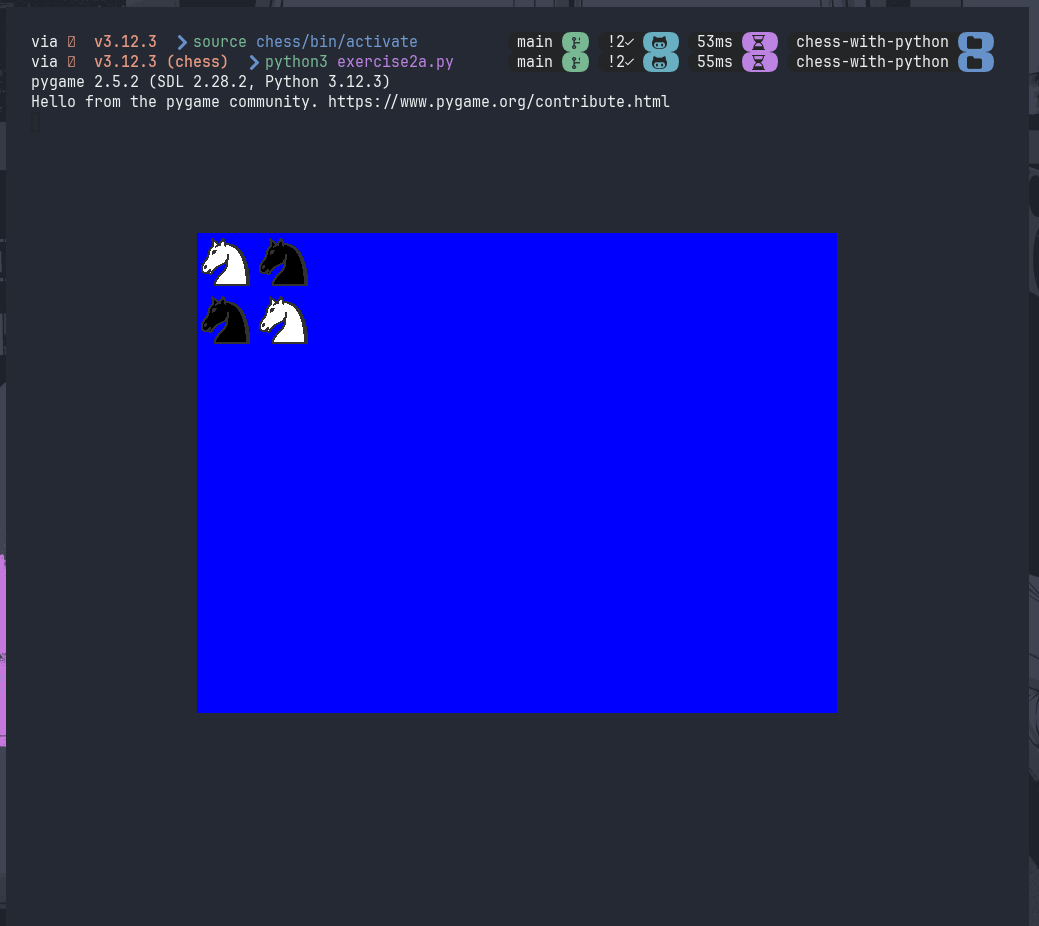 via v3.12.3 source chess/bin/activate main !2✓ 53ms chess-with-python
via v3.12.3 (chess) python3 exercise2a.py main !2✓ 55ms chess-with-python
pygame 2.5.2 (SDL 2.28.2, Python 3.12.3)
Hello from the pygame community. https://www.pygame.org/contribute.html